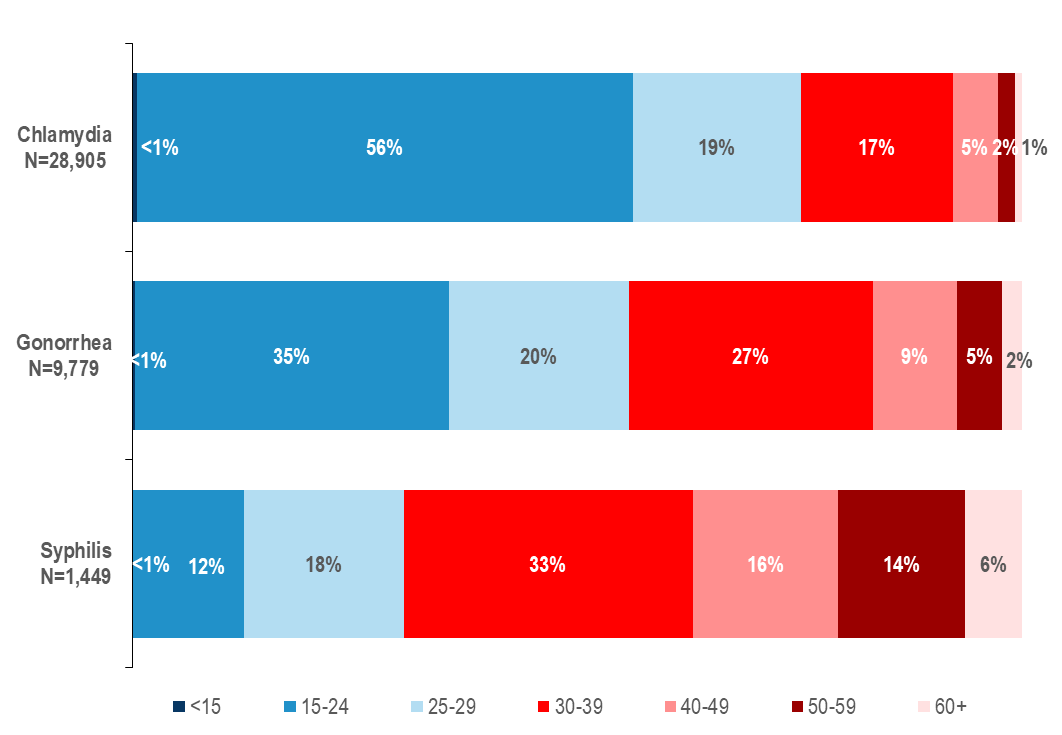 Chlamydia
N=28,905
<1% 56% 19% 17% 5% 2% 1%
Gonorrhea
N=9,779
<1% 35% 20% 27% 9% 5% 2%
Syphilis
N=1,449
<1% 12% 18% 33% 16% 14% 6%
<15 15-24 25-29 30-39 40-49 50-59 60+